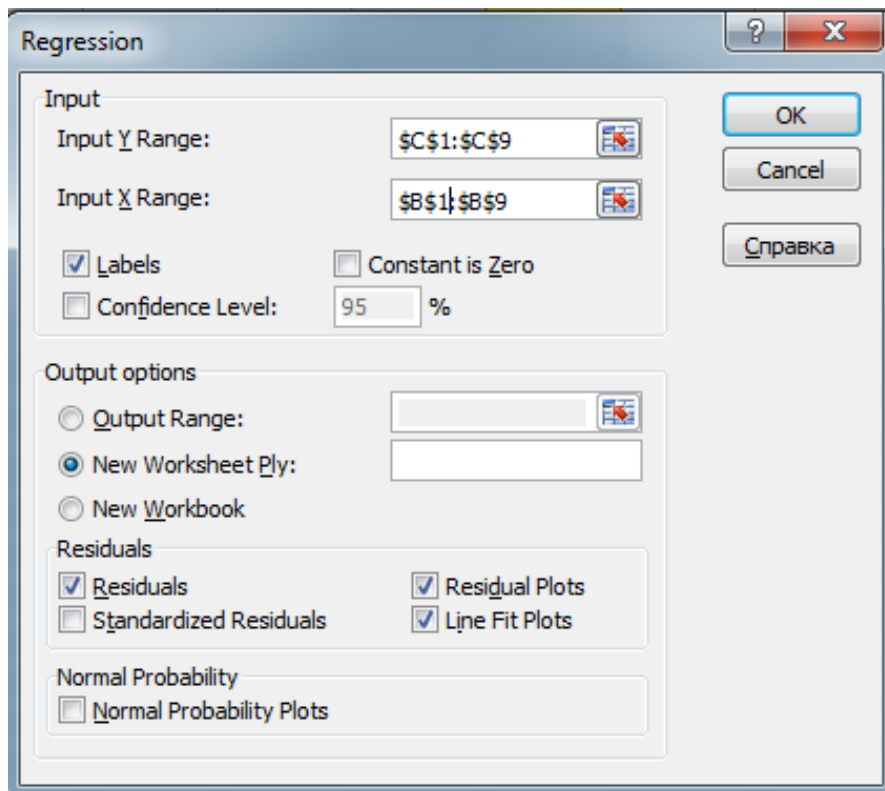 Regression
Input
Input Y Range: $C$1:$C$9
Input X Range: $B$1:$B$9
Labels Constant is Zero
Confidence Level: 95 %
OK
Cancel
Справка
Output options
Output Range:
New Worksheet Ply:
New Workbook
Residuals
Residuals Residual Plots
Standardized Residuals Line Fit Plots
Normal Probability
Normal Probability Plots